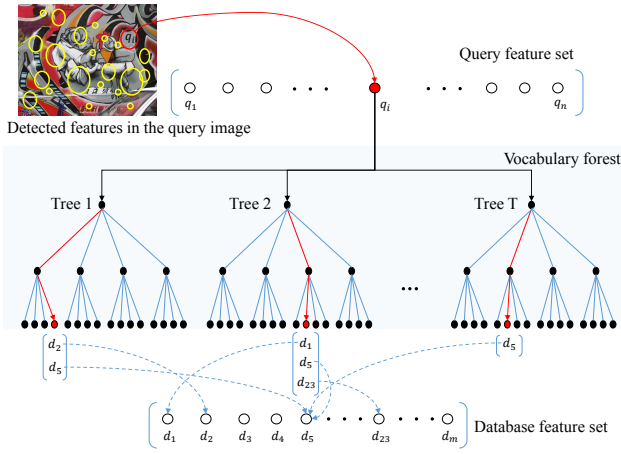 q_i
Query feature set
q_1 q_i q_n
Detected features in the query image
Vocabulary forest
Tree 1 Tree 2 Tree T
...
d_2 d_1 d_5
d_5 d_5
d_23
d_1 d_2 d_3 d_4 d_5 d_23 d_m
Database feature set